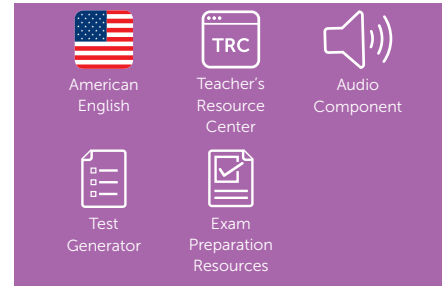 TRC
American
English
Teacher's
Resource
Center
Audio
Component
Test
Generator
Exam
Preparation
Resources